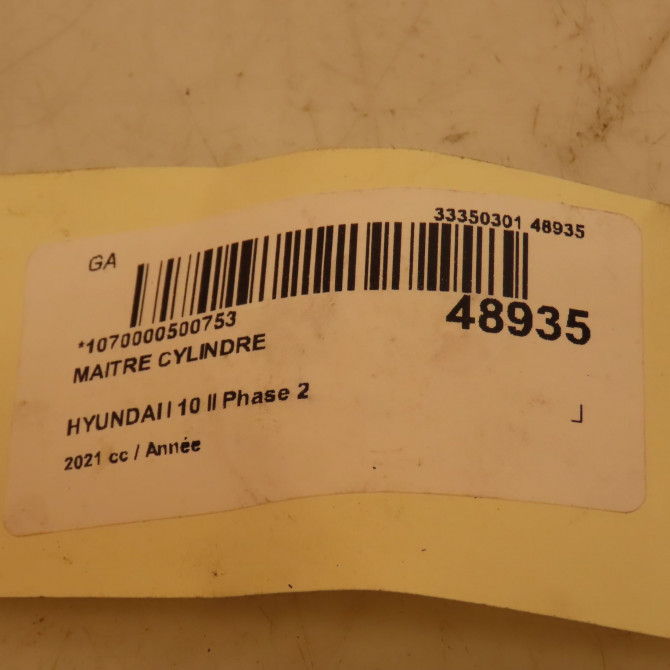 33350301 48935
GA
*1070000500753
48935
MAITRE CYLINDRE
HYUNDAI I 10 II Phase 2
2021 cc / Année